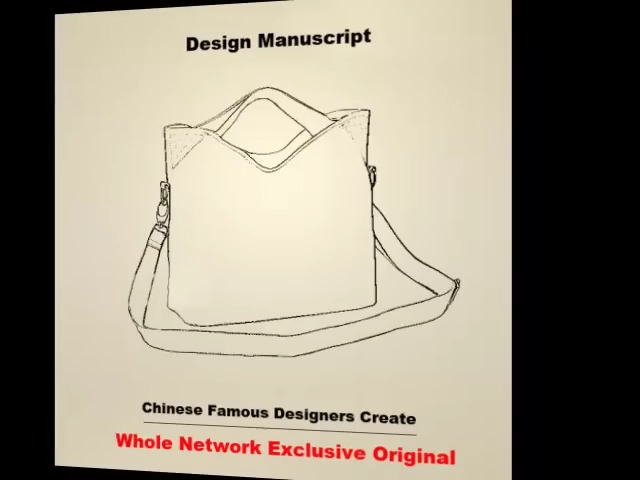 Design Manuscript
Chinese Famous Designers Create
Whole Network Exclusive Original